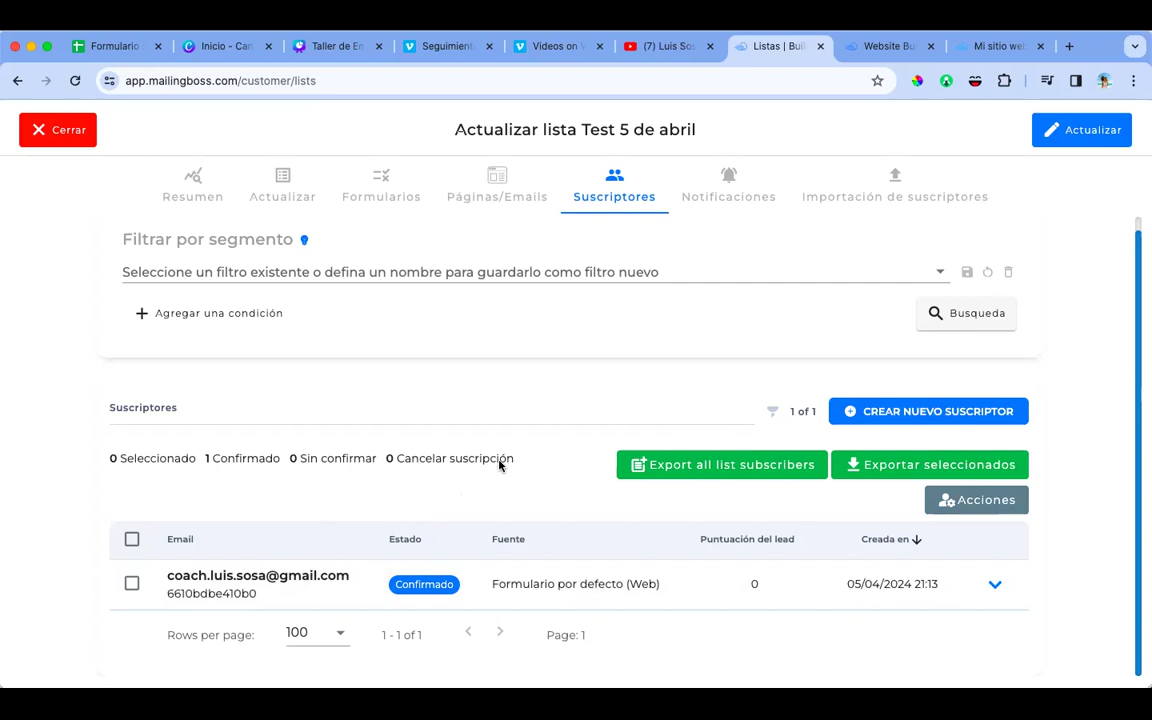 Formulario
Inicio - Can
Taller de En
Seguimient
Videos on V
(7) Luis Sos
Listas | Buil
Website Bu
Mi sitio web
app.mailingboss.com/customer/lists
Cerrar
Actualizar lista Test 5 de abril
Actualizar
Resumen
Actualizar
Formularios
Páginas/Emails
Suscriptores
Notificaciones
Importación de suscriptores
Filtrar por segmento
Seleccione un filtro existente o defina un nombre para guardarlo como filtro nuevo
Agregar una condición
Busqueda
Suscriptores
1 of 1
CREAR NUEVO SUSCRIPTOR
0 Seleccionado 1 Confirmado 0 Sin confirmar 0 Cancelar suscripción
Export all list subscribers
Exportar seleccionados
Acciones
Email Estado Fuente Puntuación del lead Creada en
coach.luis.sosa@gmail.com
6610bdbe410b0
Confirmado
Formulario por defecto (Web)
0
05/04/2024 21:13
Rows per page: 100 1 - 1 of 1 Page: 1